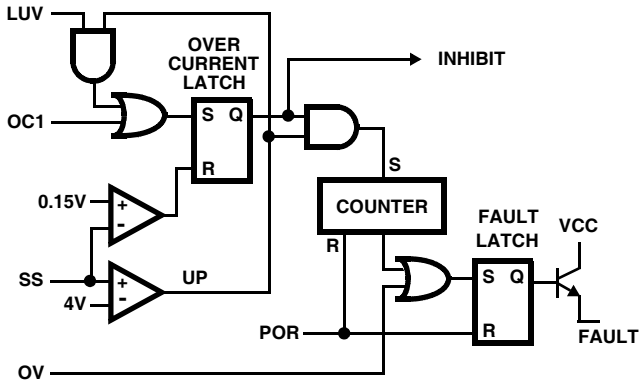 LUV
OVER
CURRENT
LATCH
INHIBIT
OC1
S Q
R
0.15V
+
-
S
COUNTER
R
FAULT
LATCH
VCC
SS
+
-
4V
UP
S Q
R
POR
FAULT
OV